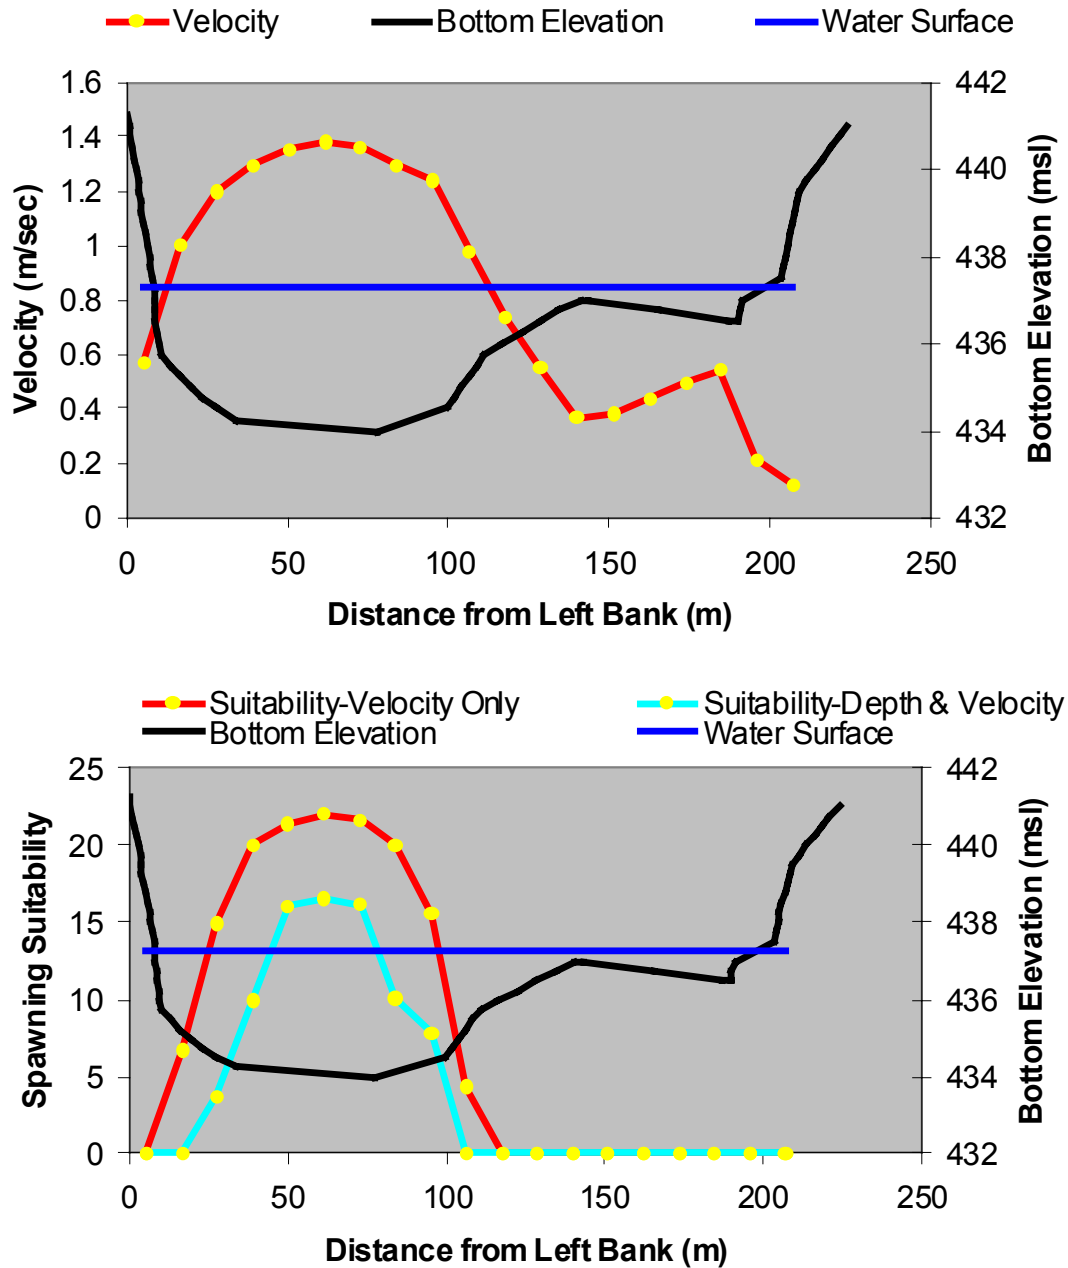 Velocity Bottom Elevation Water Surface
1.6 442
1.4 440
1.2
1 438
0.8
0.6 436
0.4 434
0.2
0 432
Velocity (m/sec)
Bottom Elevation (msl)
0 50 100 150 200 250
Distance from Left Bank (m)
Suitability-Velocity Only Suitability-Depth & Velocity
Bottom Elevation Water Surface
25 442
20 440
15 438
10 436
5 434
0 432
Spawning Suitability
Bottom Elevation (msl)
0 50 100 150 200 250
Distance from Left Bank (m)